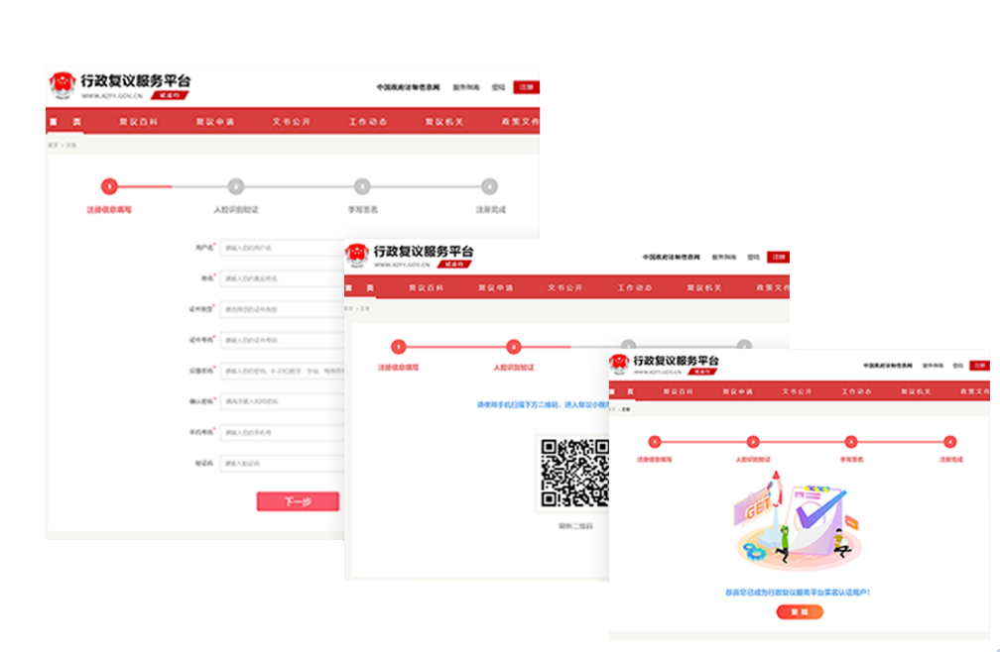 行政复议服务平台
WWW.XZFY.GOV.CN 试运行
中国政府法制信息网 服务指南 登陆 注册
首 页 复议百科 复议申请 文书公开 工作动态 复议机关 政策文件
首页 > 注册
1 2 3 4
注册信息填写 人脸识别验证 手写签名 注册完成
用户名* 请输入您的用户名
姓名* 请输入您的真实姓名
证件类型* 请选择您的证件类型
证件号码* 请输入您的证件号码
设置密码* 请输入您的密码，8-20位数字、字母、特殊符号
确认密码* 请再次输入相同密码
手机号码* 请输入您的手机号
验证码 请输入验证码
下一步
行政复议服务平台
WWW.XZFY.GOV.CN 试运行
中国政府法制信息网 服务指南 登陆 注册
首 页 复议百科 复议申请 文书公开 工作动态 复议机关 政策文件
首页 > 注册
1 2
注册信息填写 人脸识别验证
请使用手机扫描下方二维码，进入复议小程
刷新二维码
行政复议服务平台
WWW.XZFY.GOV.CN 试运行
中国政府法制信息网 服务指南 登陆 注册
首 页 复议百科 复议申请 文书公开 工作动态 复议机关 政策文件
首页 > 注册
1 2 3 4
注册信息填写 人脸识别验证 手写签名 注册完成
GET
恭喜您已成为行政复议服务平台实名认证用户！
登 陆